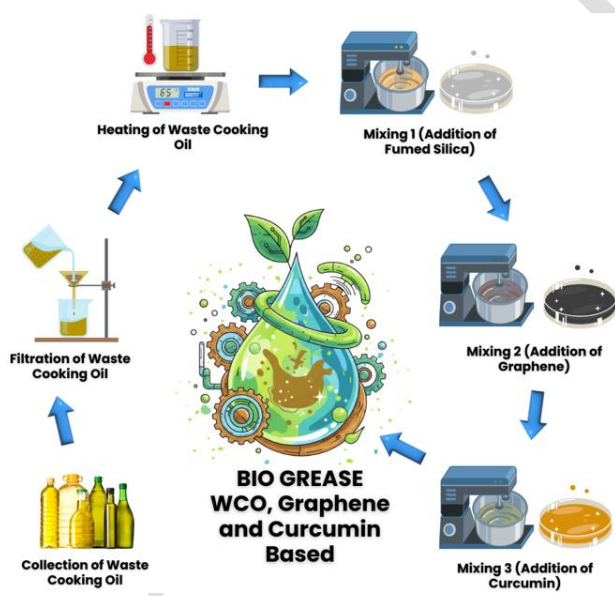 65°
Heating of Waste Cooking
Oil
Mixing 1 (Addition of
Fumed Silica)
Filtration of Waste
Cooking Oil
Mixing 2 (Addition of
Graphene)
BIO GREASE
WCO, Graphene
and Curcumin
Based
Collection of Waste
Cooking Oil
Mixing 3 (Addition of
Curcumin)